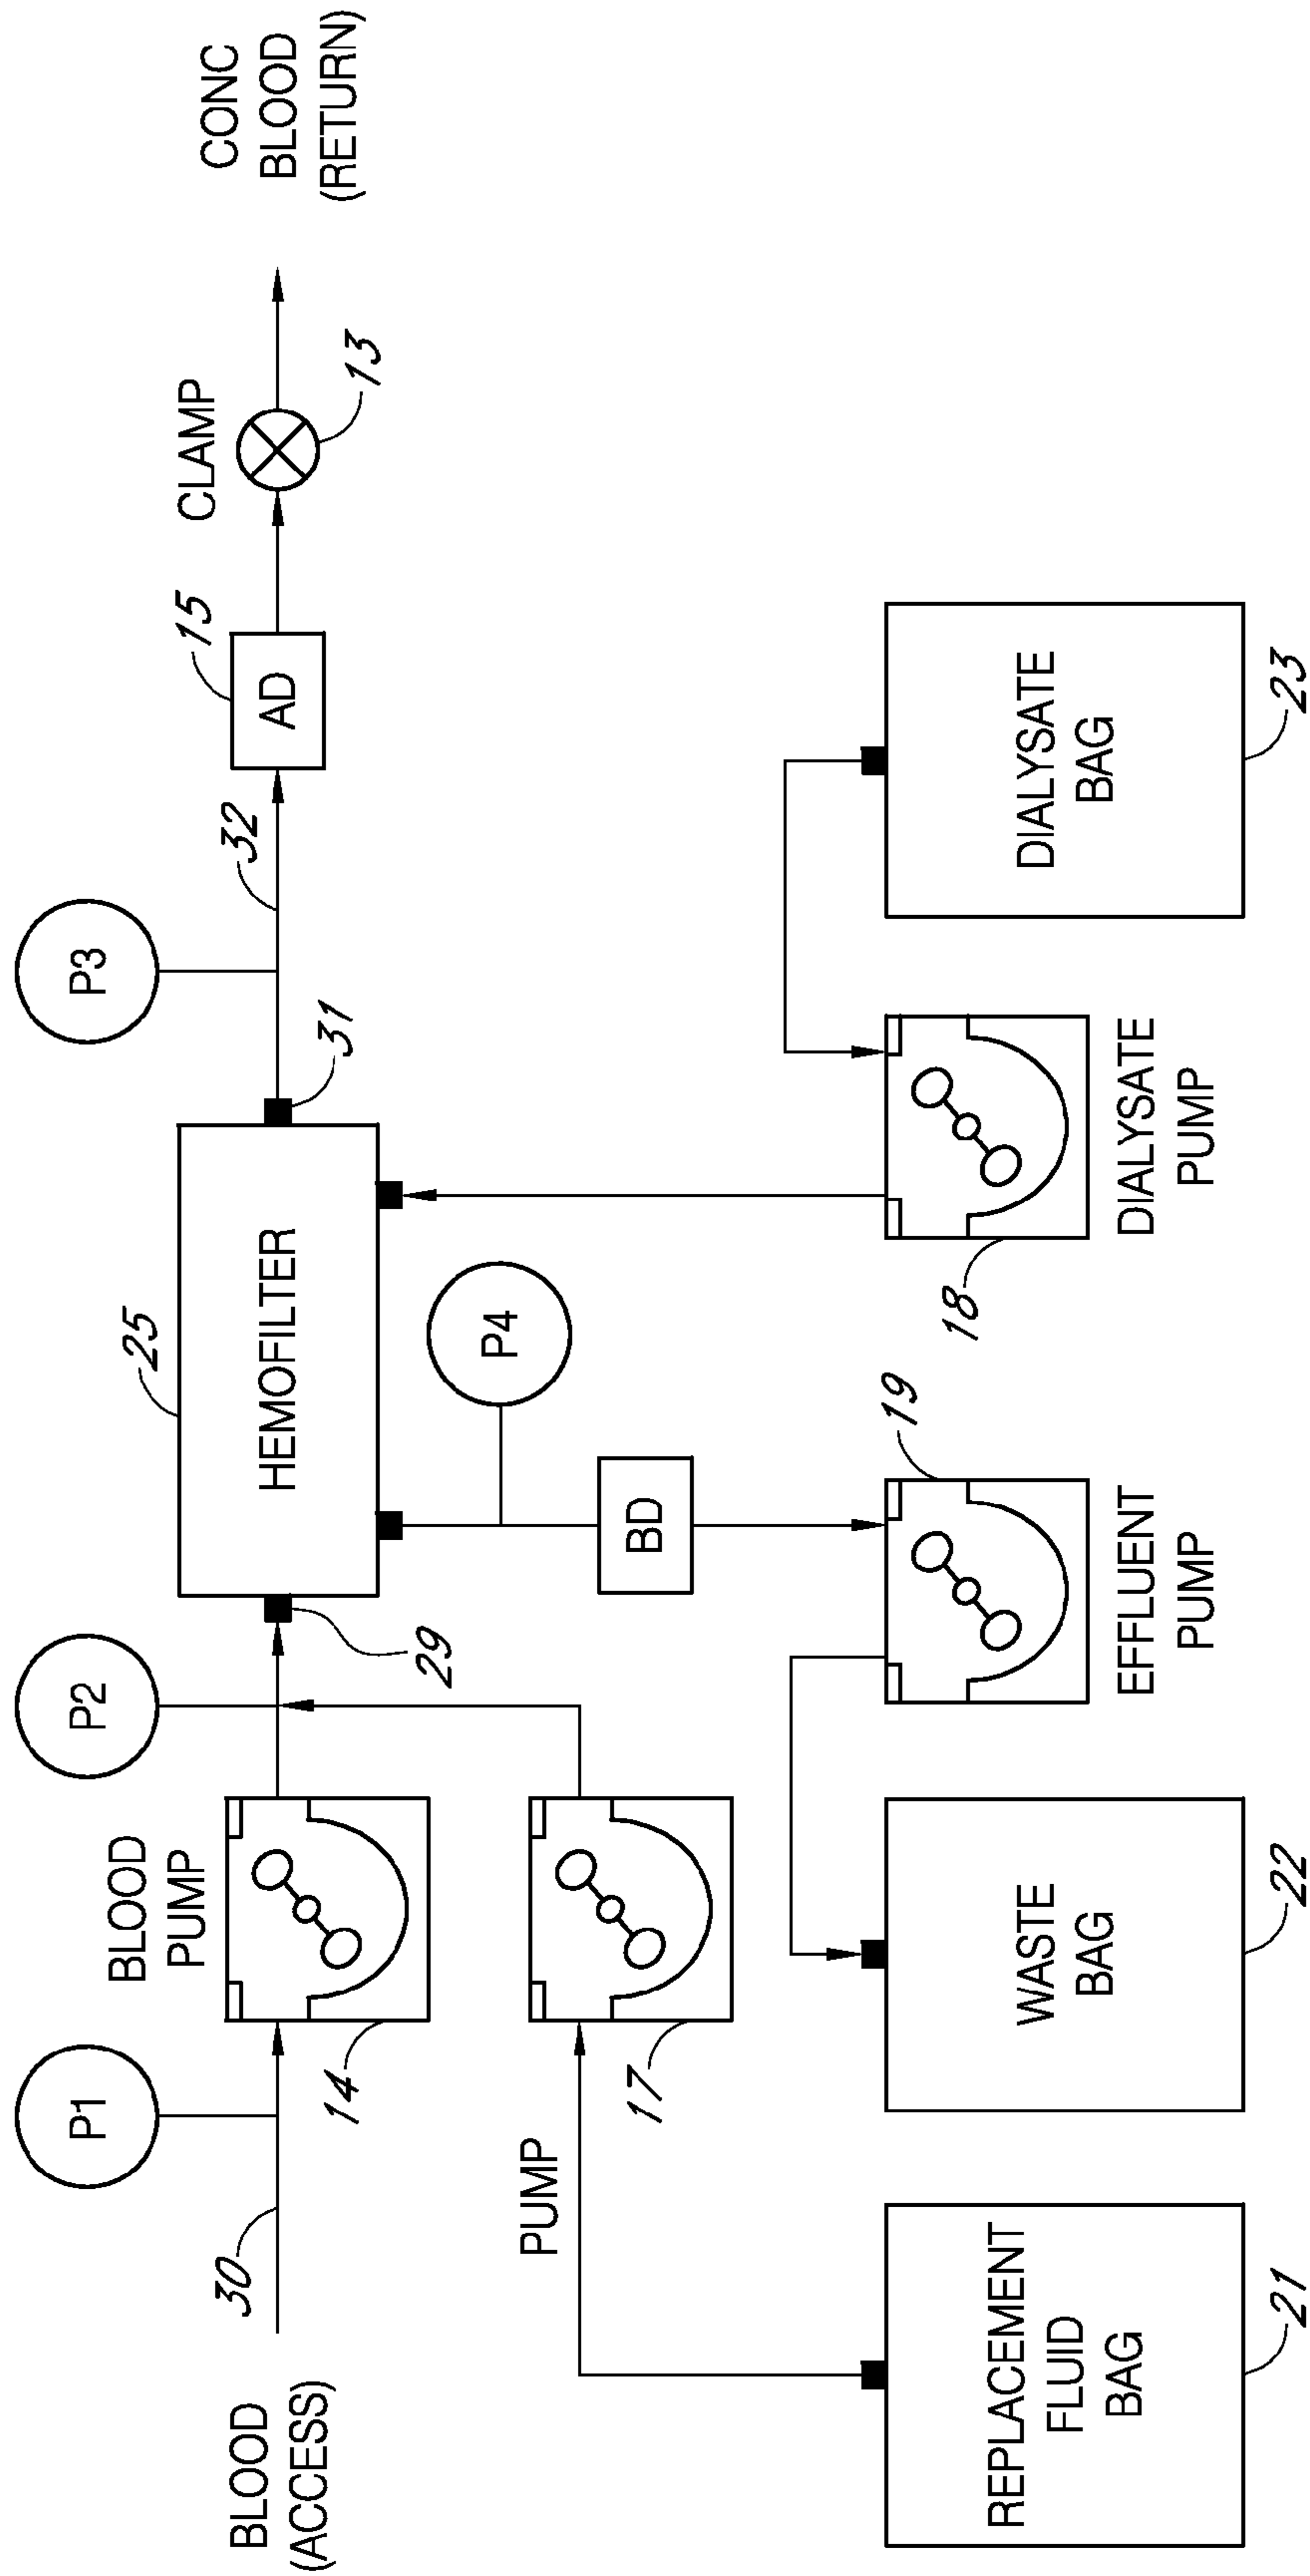 P1
P2
P3
BLOOD
PUMP
25
15
CLAMP
CONC
BLOOD
(RETURN)
BLOOD
(ACCESS)
30
HEMOFILTER
32
AD
13
14
29
31
PUMP
17
P4
BD
19
18
REPLACEMENT
FLUID
BAG
WASTE
BAG
EFFLUENT
PUMP
DIALYSATE
PUMP
DIALYSATE
BAG
21
22
23